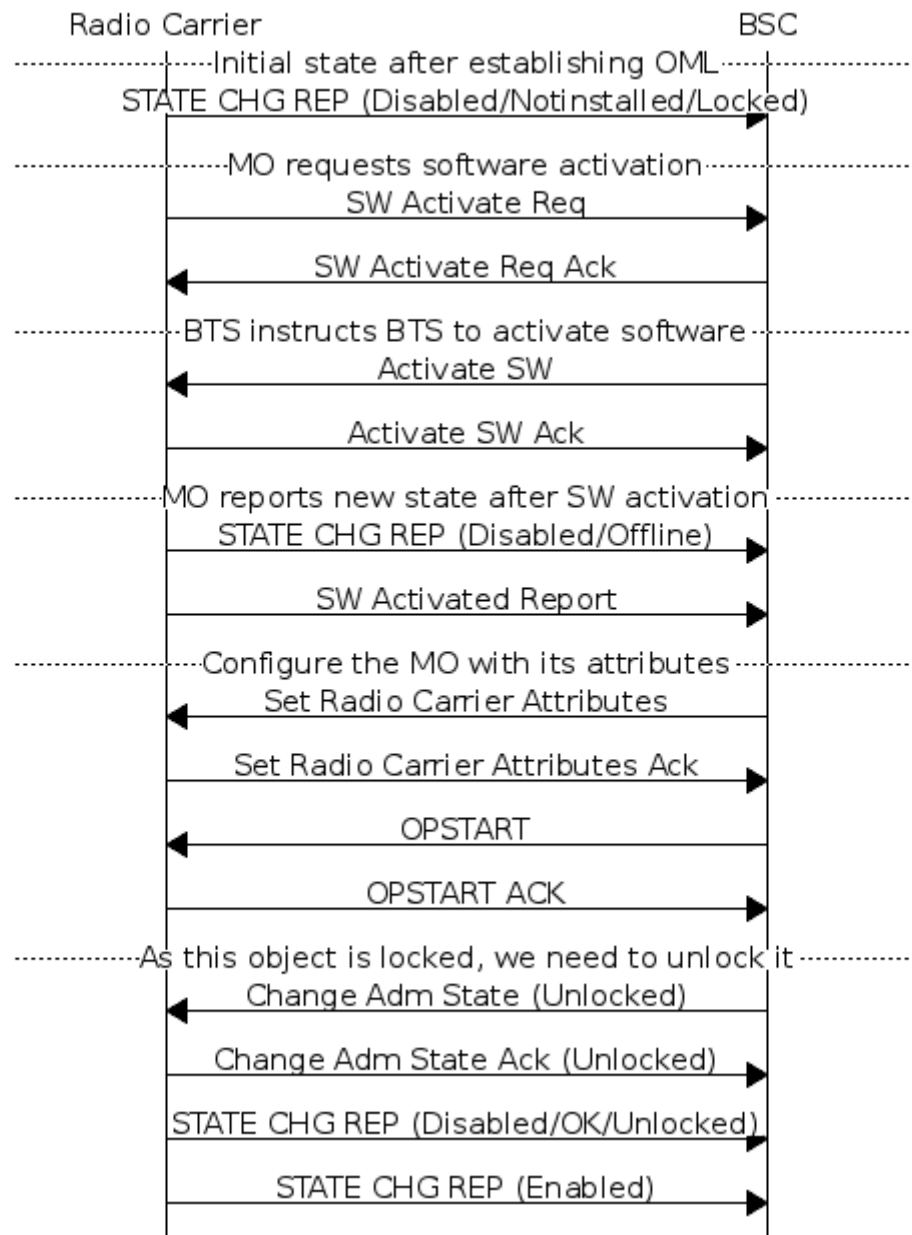 Radio Carrier BSC
Initial state after establishing OML
STATE CHG REP (Disabled/Notinstalled/Locked)
MO requests software activation
SW Activate Req
SW Activate Req Ack
BTS instructs BTS to activate software
Activate SW
Activate SW Ack
MO reports new state after SW activation
STATE CHG REP (Disabled/Offline)
SW Activated Report
Configure the MO with its attributes
Set Radio Carrier Attributes
Set Radio Carrier Attributes Ack
OPSTART
OPSTART ACK
As this object is locked, we need to unlock it
Change Adm State (Unlocked)
Change Adm State Ack (Unlocked)
STATE CHG REP (Disabled/OK/Unlocked)
STATE CHG REP (Enabled)